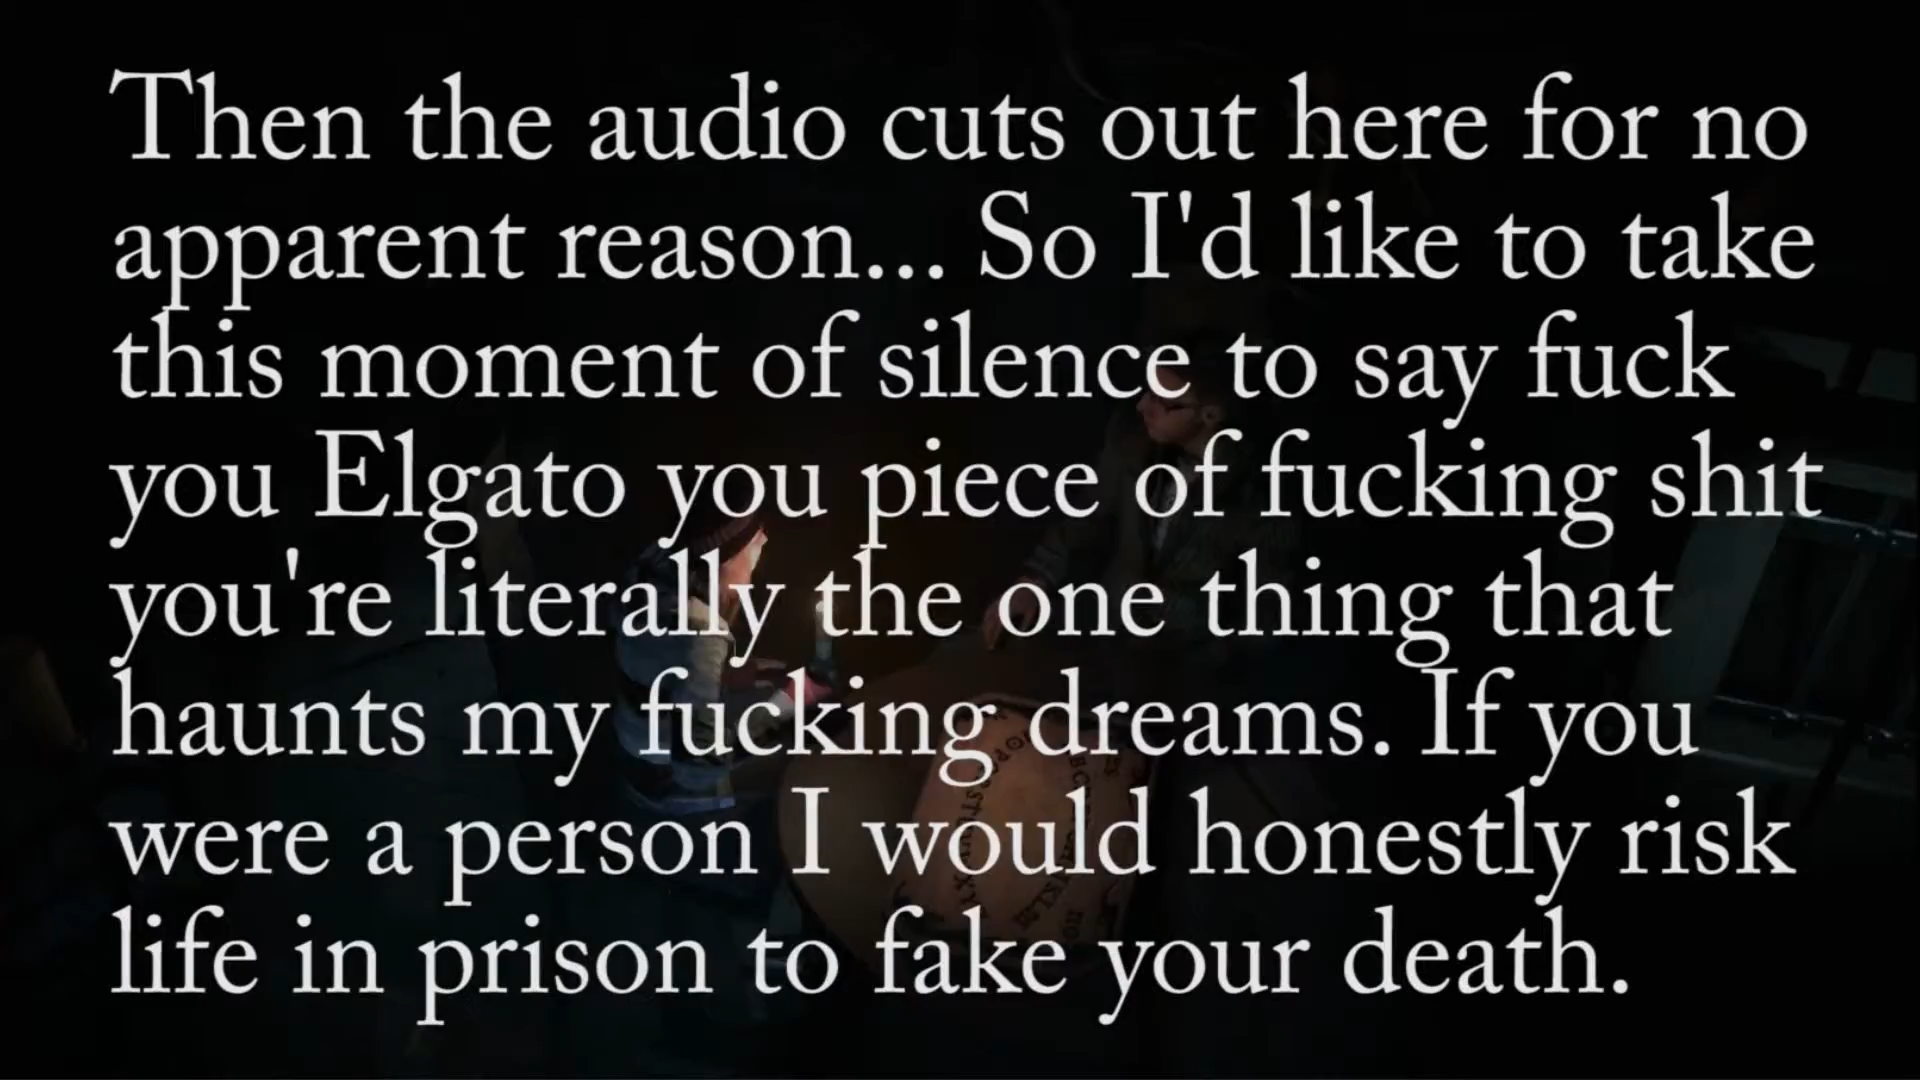 Then the audio cuts out here for no
apparent reason... So I'd like to take
this moment of silence to say fuck
you Elgato you piece of fucking shit
you're literally the one thing that
haunts my fucking dreams. If you
were a person I would honestly risk
life in prison to fake your death.